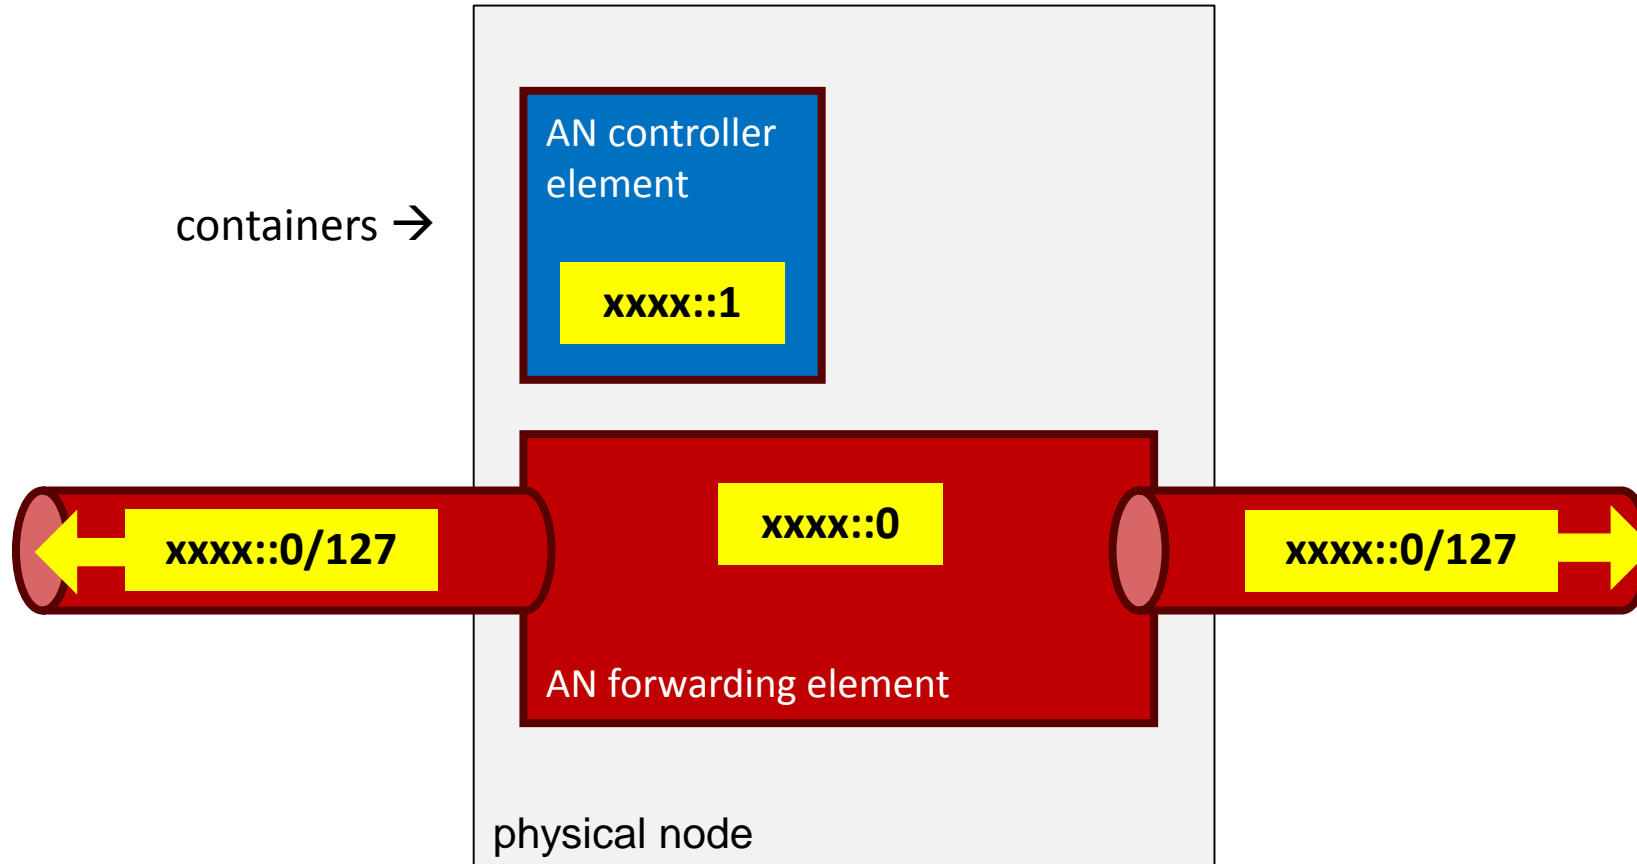 AN controller
element
containers →
xxxx::1
xxxx::0/127
xxxx::0
xxxx::0/127
AN forwarding element
physical node